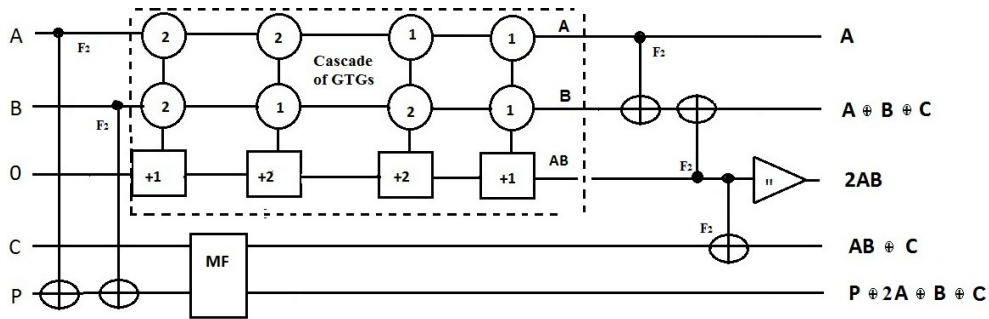 A F₂ 2 2 1 1 A F₂ A
Cascade
of GTGs
B F₂ 2 1 2 1 B A ⊕ B ⊕ C
0 +1 +2 +2 +1 AB F₂ " 2AB
C MF F₂ AB ⊕ C
P P ⊕ 2A ⊕ B ⊕ C